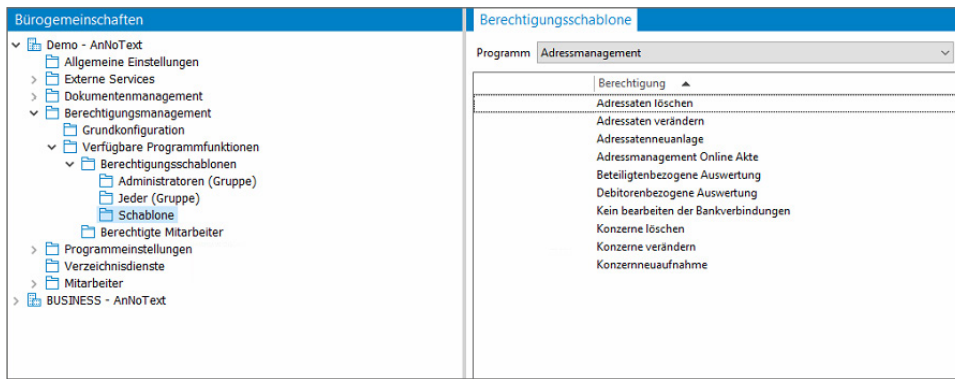 Bürogemeinschaften
Demo - AnNoText
Allgemeine Einstellungen
Externe Services
Dokumentenmanagement
Berechtigungsmanagement
Grundkonfiguration
Verfügbare Programmfunktionen
Berechtigungsschablonen
Administratoren (Gruppe)
Jeder (Gruppe)
Schablone
Berechtigte Mitarbeiter
Programmeinstellungen
Verzeichnisdienste
Mitarbeiter
BUSINESS - AnNoText
Berechtigungsschablone
Programm Adressmanagement
Berechtigung
Adressaten löschen
Adressaten verändern
Adressatenneuanlage
Adressmanagement Online Akte
Beteiligtenbezogene Auswertung
Debitorenbezogene Auswertung
Kein bearbeiten der Bankverbindungen
Konzerne löschen
Konzerne verändern
Konzernneuaufnahme